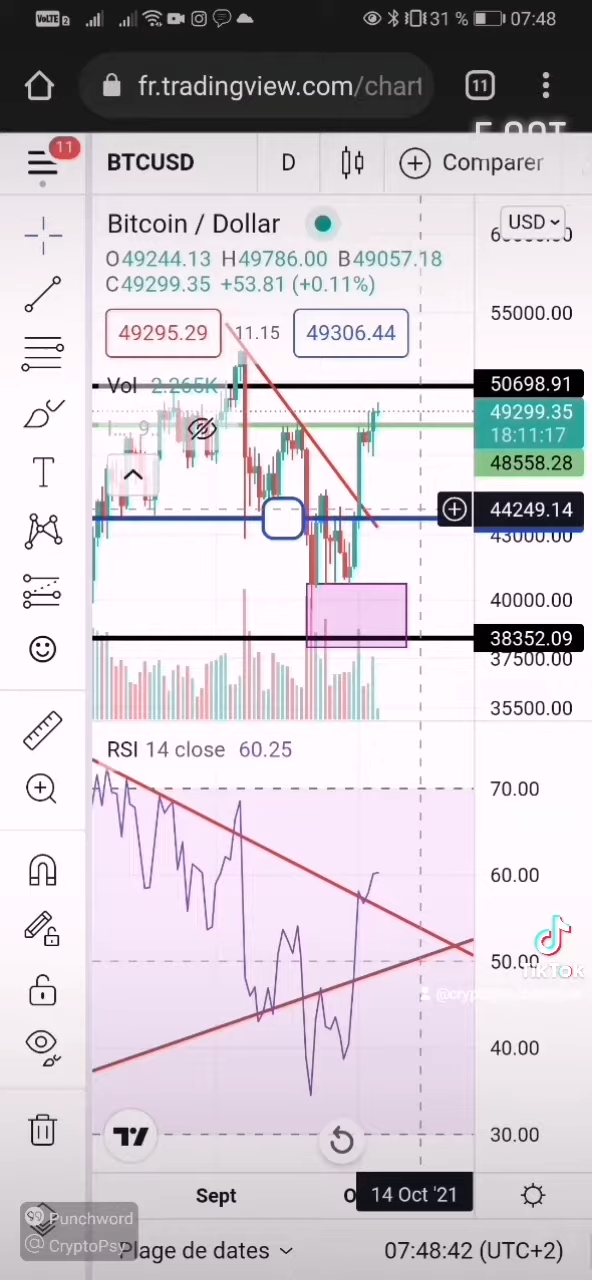 VoLTE 2 31 % 07:48
fr.tradingview.com/chart 11
11 BTCUSD D Comparer
Bitcoin / Dollar USD
O49244.13 H49786.00 B49057.18
C49299.35 +53.81 (+0.11%)
55000.00
49295.29 11.15 49306.44
Vol 2.265K 50698.91
49299.35
18:11:17
48558.28
44249.14
43000.00
40000.00
38352.09
37500.00
35500.00
RSI 14 close 60.25
70.00
60.00
50.00
TikTok
40.00
30.00
Sept 14 Oct '21
Punchword
@ CryptoPsy
Plage de dates 07:48:42 (UTC+2)